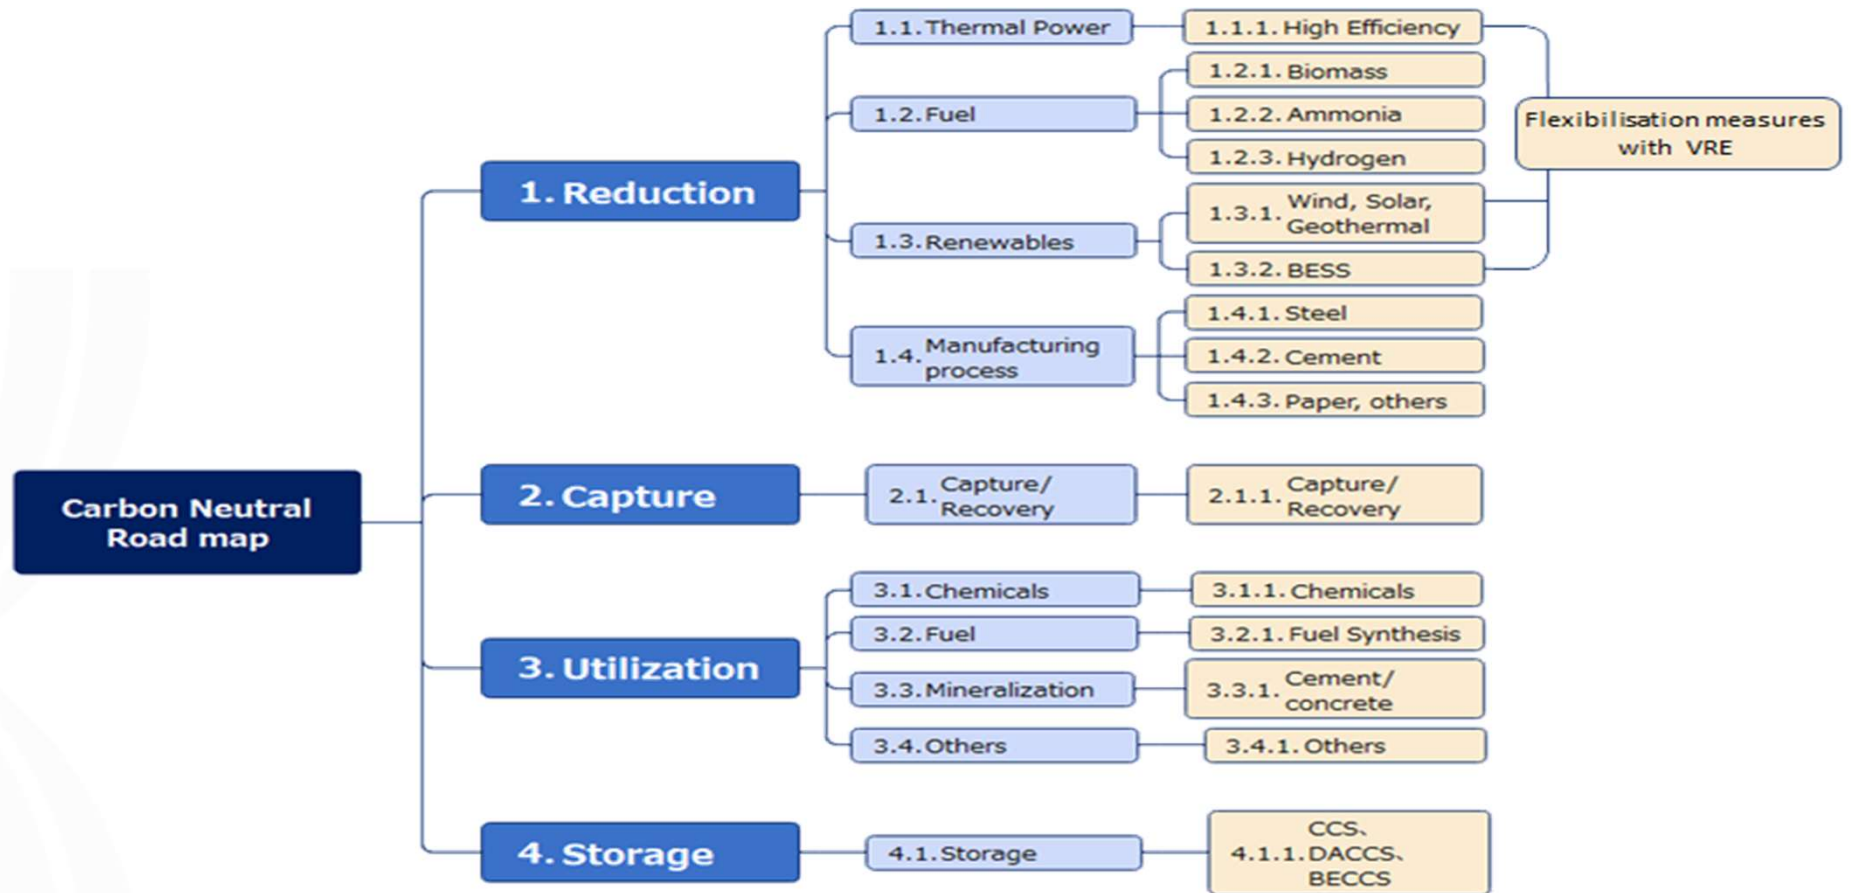 Carbon Neutral
Road map
1. Reduction
1.1. Thermal Power
1.1.1. High Efficiency
1.2. Fuel
1.2.1. Biomass
1.2.2. Ammonia
1.2.3. Hydrogen
1.3. Renewables
1.3.1. Wind, Solar,
Geothermal
1.3.2. BESS
Flexibilisation measures
with VRE
1.4. Manufacturing
process
1.4.1. Steel
1.4.2. Cement
1.4.3. Paper, others
2. Capture
2.1. Capture/
Recovery
2.1.1. Capture/
Recovery
3. Utilization
3.1. Chemicals
3.1.1. Chemicals
3.2. Fuel
3.2.1. Fuel Synthesis
3.3. Mineralization
3.3.1. Cement/
concrete
3.4. Others
3.4.1. Others
4. Storage
4.1. Storage
CCS、
4.1.1. DACCS、
BECCS